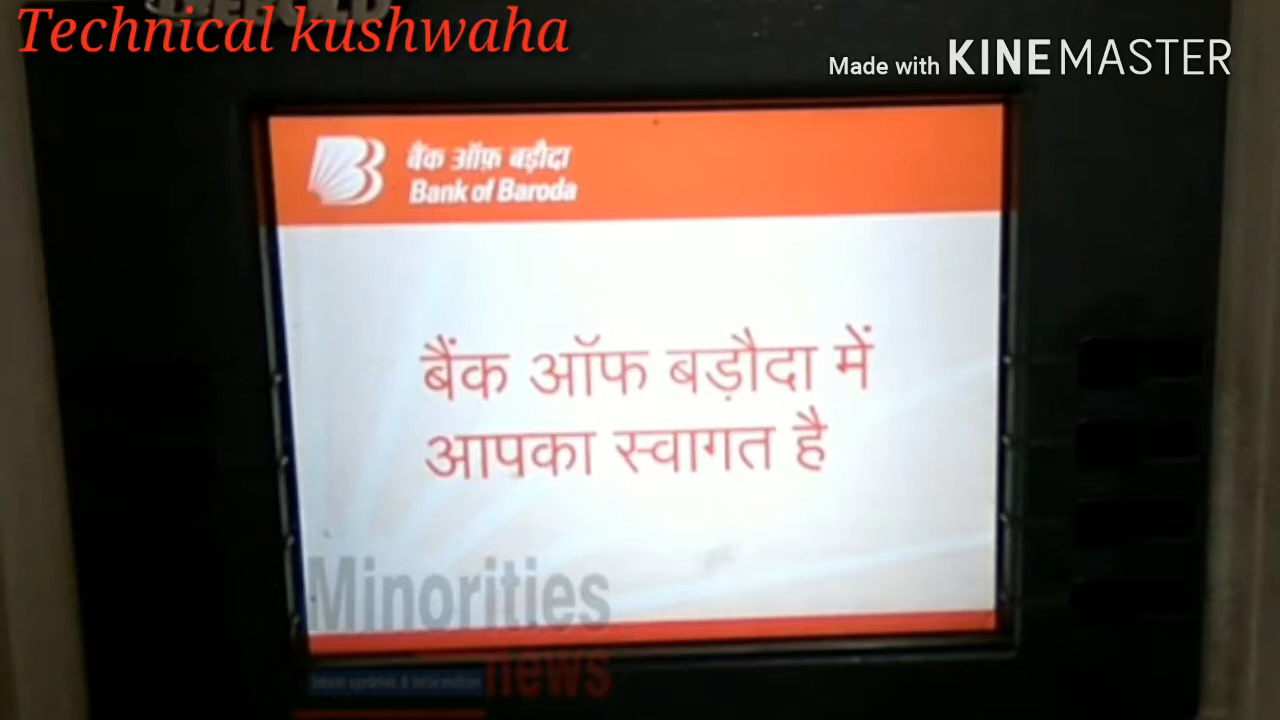 Technical kushwaha
Made with KINEMASTER
बैंक ऑफ़ बड़ौदा
Bank of Baroda
बैंक ऑफ बड़ौदा में
आपका स्वागत है
Minorities
news